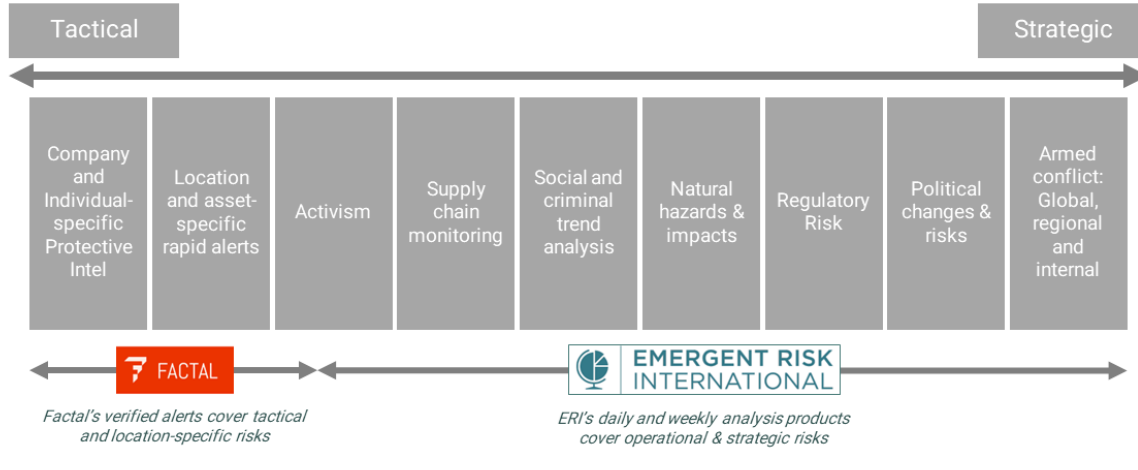 Tactical
Strategic
Company
and
Individual-
specific
Protective
Intel
Location
and asset-
specific
rapid alerts
Activism
Supply
chain
monitoring
Social and
criminal
trend
analysis
Natural
hazards &
impacts
Regulatory
Risk
Political
changes &
risks
Armed
conflict:
Global,
regional
and
internal
FACTAL
EMERGENT RISK
INTERNATIONAL
Factal's verified alerts cover tactical
and location-specific risks
ERI's daily and weekly analysis products
cover operational & strategic risks